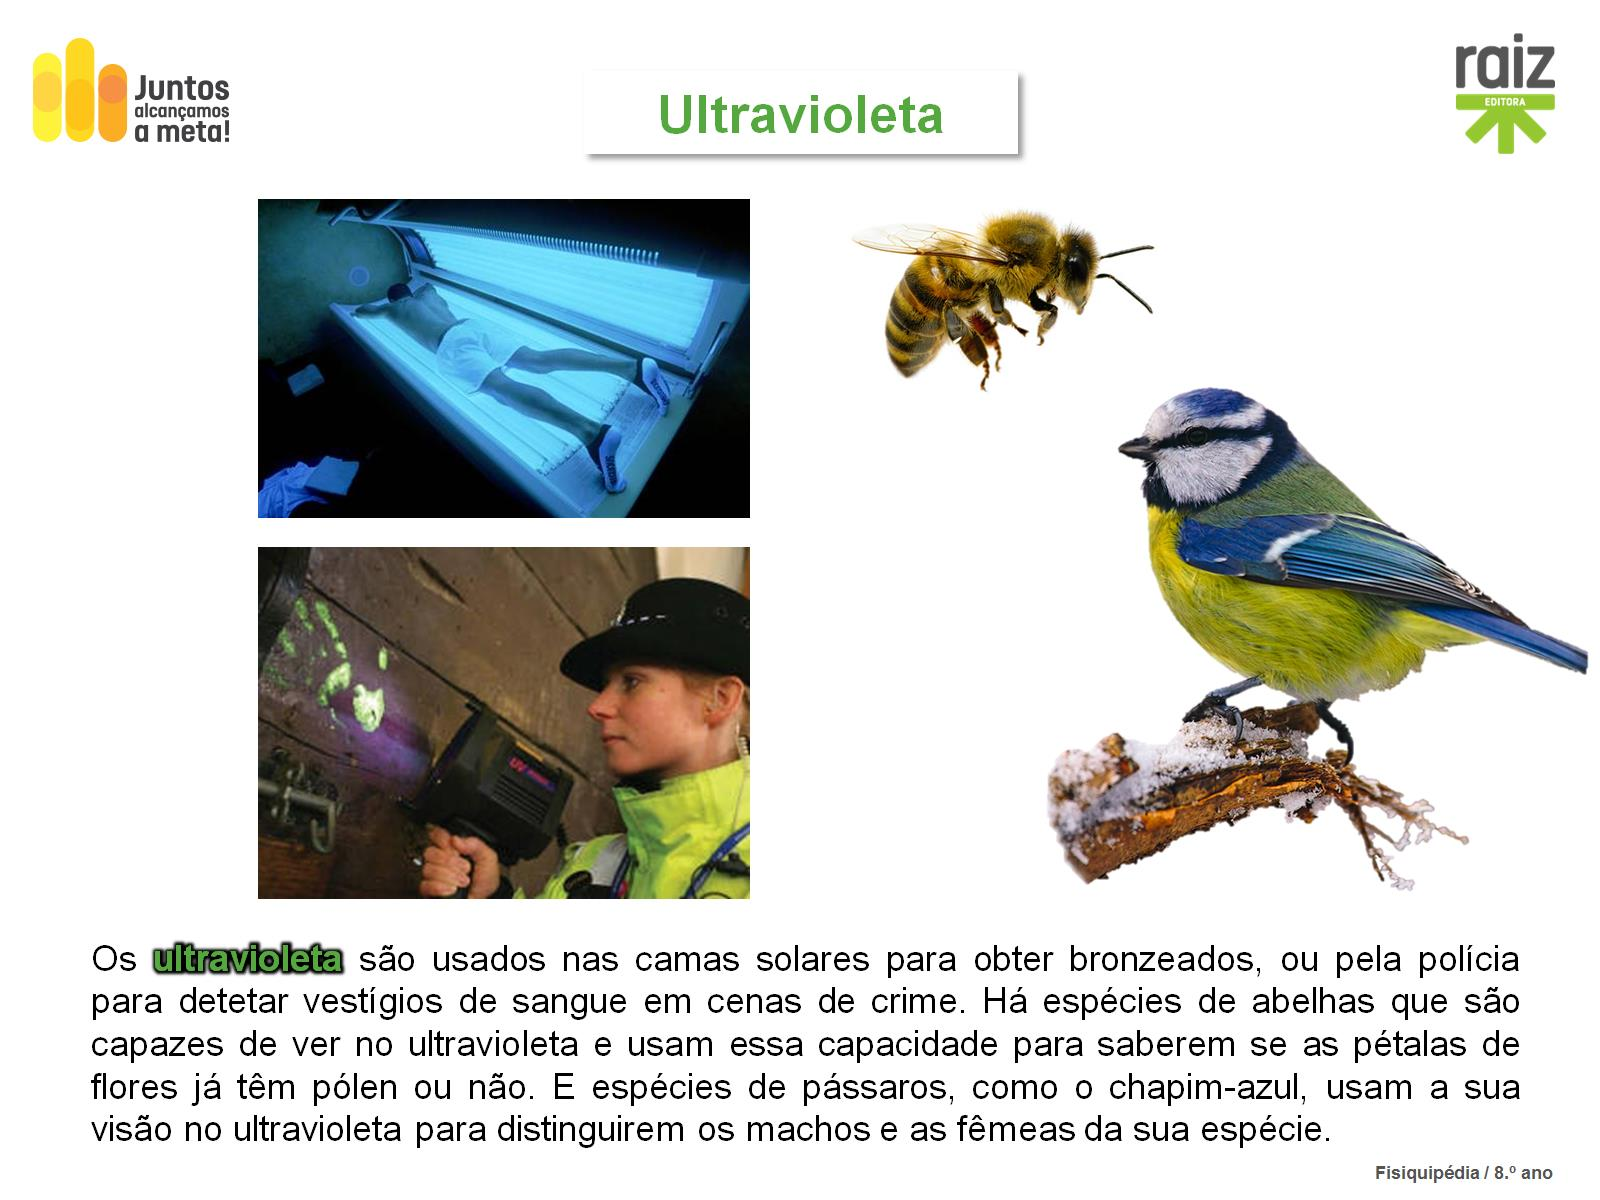 Juntos
alcançamos
a meta!
Ultravioleta
raiz
EDITORA
UV
Os ultravioleta são usados nas camas solares para obter bronzeados, ou pela polícia
para detetar vestígios de sangue em cenas de crime. Há espécies de abelhas que são
capazes de ver no ultravioleta e usam essa capacidade para saberem se as pétalas de
flores já têm pólen ou não. E espécies de pássaros, como o chapim-azul, usam a sua
visão no ultravioleta para distinguirem os machos e as fêmeas da sua espécie.
Fisiquipédia / 8.º ano